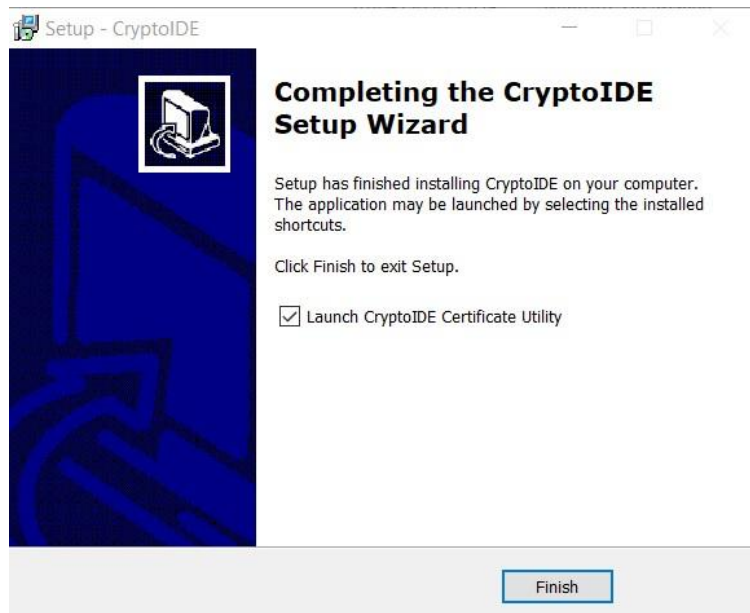 Setup - CryptoIDE
Completing the CryptoIDE
Setup Wizard
Setup has finished installing CryptoIDE on your computer.
The application may be launched by selecting the installed
shortcuts.
Click Finish to exit Setup.
Launch CryptoIDE Certificate Utility
Finish